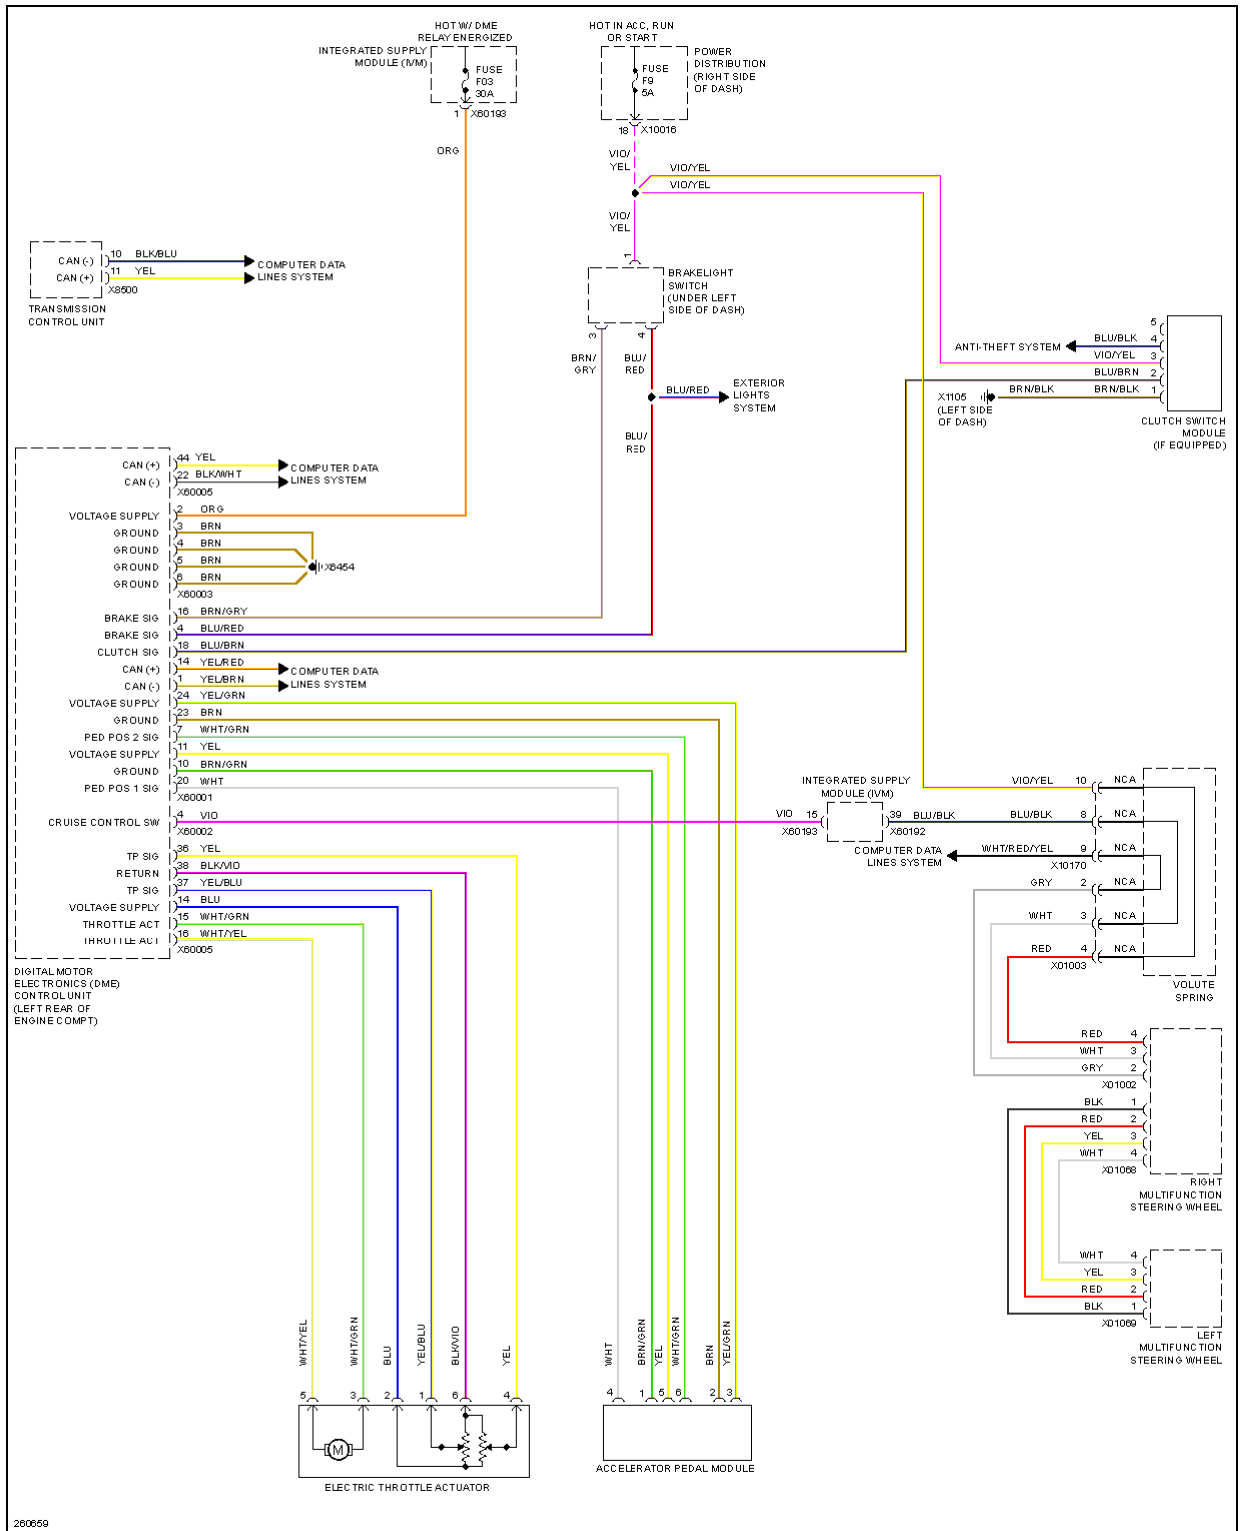 HOT W/ DME
RELAY ENERGIZED
HOT IN ACC, RUN
OR START
INTEGRATED SUPPLY
MODULE (IVM)
FUSE
F03
30A
1 X60193
FUSE
F9
5A
POWER
DISTRIBUTION
(RIGHT SIDE
OF DASH)
18 X10016
ORG
VIO/
YEL
VIO/YEL
VIO/YEL
VIO/
YEL
CAN (-)
10 BLK/BLU
CAN (+)
11 YEL
X8500
COMPUTER DATA
LINES SYSTEM
TRANSMISSION
CONTROL UNIT
1
BRAKELIGHT
SWITCH
(UNDER LEFT
SIDE OF DASH)
3
4
BRN/
GRY
BLU/
RED
BLU/RED
EXTERIOR
LIGHTS
SYSTEM
BLU/
RED
5
ANTI-THEFT SYSTEM
BLU/BLK 4
VIO/YEL 3
BLU/BRN 2
X1105
(LEFT SIDE
OF DASH)
BRN/BLK
BRN/BLK 1
CLUTCH SWITCH
MODULE
(IF EQUIPPED)
CAN (+) 44 YEL
CAN (-) 22 BLK/WHT
X60005
COMPUTER DATA
LINES SYSTEM
VOLTAGE SUPPLY 2 ORG
GROUND 3 BRN
GROUND 4 BRN
GROUND 5 BRN
GROUND 6 BRN
X60003
X6454
BRAKE SIG 16 BRN/GRY
BRAKE SIG 4 BLU/RED
CLUTCH SIG 18 BLU/BRN
CAN (+) 14 YEL/RED
CAN (-) 1 YEL/BRN
COMPUTER DATA
LINES SYSTEM
VOLTAGE SUPPLY 24 YEL/GRN
GROUND 23 BRN
PED POS 2 SIG 7 WHT/GRN
VOLTAGE SUPPLY 11 YEL
GROUND 10 BRN/GRN
PED POS 1 SIG 20 WHT
X60001
CRUISE CONTROL SW 4 VIO
X60002
TP SIG 36 YEL
RETURN 38 BLK/VIO
TP SIG 37 YEL/BLU
VOLTAGE SUPPLY 14 BLU
THROTTLE ACT 15 WHT/GRN
THROTTLE ACT 16 WHT/YEL
X60005
DIGITAL MOTOR
ELECTRONICS (DME)
CONTROL UNIT
(LEFT REAR OF
ENGINE COMPT)
INTEGRATED SUPPLY
MODULE (IVM)
VIO 15
X60193
39 BLU/BLK
X60192
VIO/YEL 10 NCA
BLU/BLK 8 NCA
COMPUTER DATA
LINES SYSTEM
WHT/RED/YEL 9 NCA
X10170
GRY 2 NCA
WHT 3 NCA
RED 4 NCA
X01003
VOLUTE
SPRING
RED 4
WHT 3
GRY 2
X01002
BLK 1
RED 2
YEL 3
WHT 4
X01068
RIGHT
MULTIFUNCTION
STEERING WHEEL
WHT 4
YEL 3
RED 2
BLK 1
X01069
LEFT
MULTIFUNCTION
STEERING WHEEL
WHT/YEL
WHT/GRN
BLU
YEL/BLU
BLK/VIO
YEL
WHT
BRN/GRN
YEL
WHT/GRN
BRN
YEL/GRN
5 3 2 1 6 4
4 1 5 6 2 3
M
ELECTRIC THROTTLE ACTUATOR
ACCELERATOR PEDAL MODULE
260659